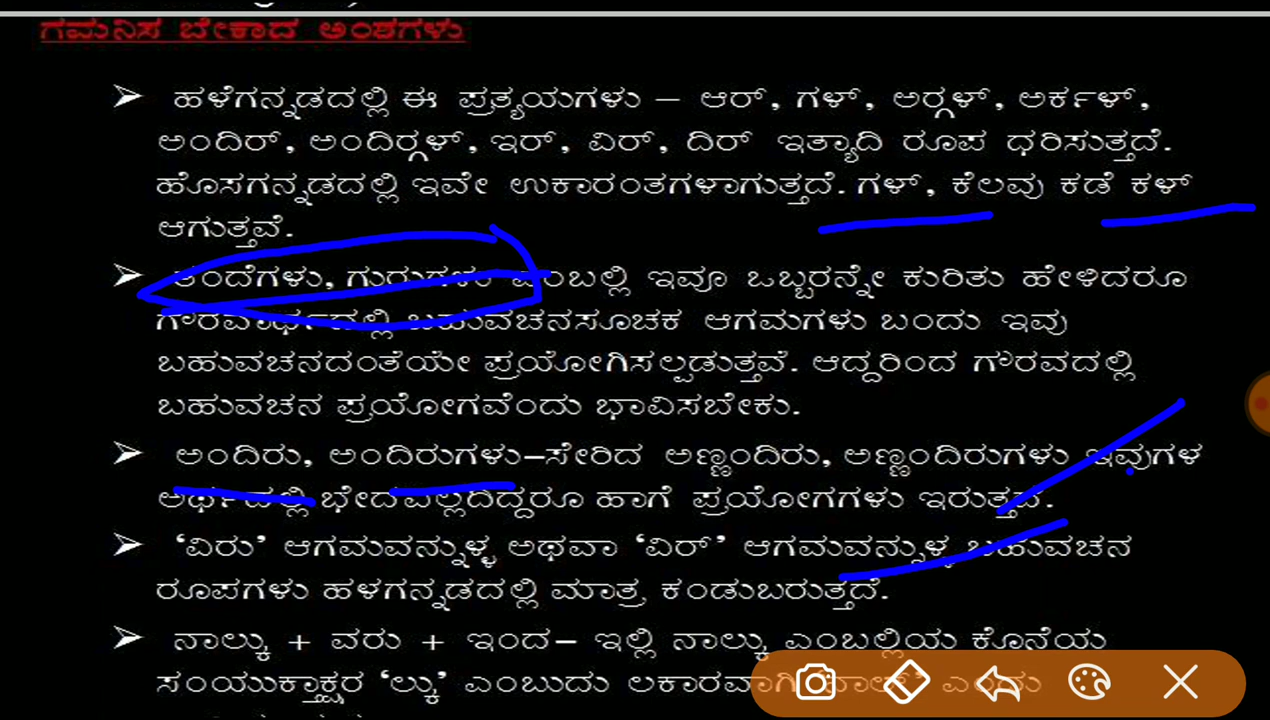 ಗಮನಿಸ ಬೇಕಾದ ಅಂಶಗಳು
➤ ಹಳೆಗನ್ನಡದಲ್ಲಿ ಈ ಪ್ರತ್ಯಯಗಳು – ಆರ್, ಗಳ್, ಅರ‍್ಗಳ್, ಅರ್ಕಳ್,
ಅಂದಿರ್, ಅಂದಿರ‍್ಗಳ್, ಇರ್, ವಿರ್, ದಿರ್ ಇತ್ಯಾದಿ ರೂಪ ಧರಿಸುತ್ತದೆ.
ಹೊಸಗನ್ನಡದಲ್ಲಿ ಇವೇ ಉಕಾರಂತಗಳಾಗುತ್ತದೆ. ಗಳ್, ಕೆಲವು ಕಡೆ ಕಳ್
ಆಗುತ್ತವೆ.
➤ ತಂದೆಗಳು, ಗುರುಗಳು ಎಂಬಲ್ಲಿ ಇವೂ ಒಬ್ಬರನ್ನೇ ಕುರಿತು ಹೇಳಿದರೂ
ಗೌರವಾರ್ಥದಲ್ಲಿ ಬಹುವಚನಸೂಚಕ ಆಗಮಗಳು ಬಂದು ಇವು
ಬಹುವಚನದಂತೆಯೇ ಪ್ರಯೋಗಿಸಲ್ಪಡುತ್ತವೆ. ಆದ್ದರಿಂದ ಗೌರವದಲ್ಲಿ
ಬಹುವಚನ ಪ್ರಯೋಗವೆಂದು ಭಾವಿಸಬೇಕು.
➤ ಅಂದಿರು, ಅಂದಿರುಗಳು–ಸೇರಿದ ಅಣ್ಣಂದಿರು, ಅಣ್ಣಂದಿರುಗಳು ಇವುಗಳ
ಅರ್ಥದಲ್ಲಿ ಭೇದವಿಲ್ಲದಿದ್ದರೂ ಹಾಗೆ ಪ್ರಯೋಗಗಳು ಇರುತ್ತವೆ.
➤ ‘ವಿರು’ ಆಗಮವನ್ನುಳ್ಳ ಅಥವಾ ‘ವಿರ್’ ಆಗಮವನ್ನುಳ್ಳ ಬಹುವಚನ
ರೂಪಗಳು ಹಳಗನ್ನಡದಲ್ಲಿ ಮಾತ್ರ ಕಂಡುಬರುತ್ತದೆ.
➤ ನಾಲ್ಕು + ವರು + ಇಂದ– ಇಲ್ಲಿ ನಾಲ್ಕು ಎಂಬಲ್ಲಿಯ ಕೊನೆಯ
ಸಂಯುಕ್ತಾಕ್ಷರ ‘ಲ್ಕು’ ಎಂಬುದು ಲಕಾರವಾಗಿ ‘ನಾಲ್’ ಎಂದು